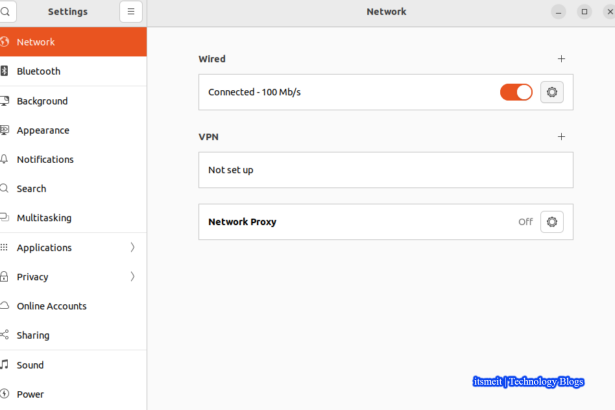 Settings
Network
Network
Bluetooth
Background
Appearance
Notifications
Search
Multitasking
Applications
Privacy
Online Accounts
Sharing
Sound
Power
Wired
Connected - 100 Mb/s
VPN
Not set up
Network Proxy
Off
itsmeit | Technology Blogs